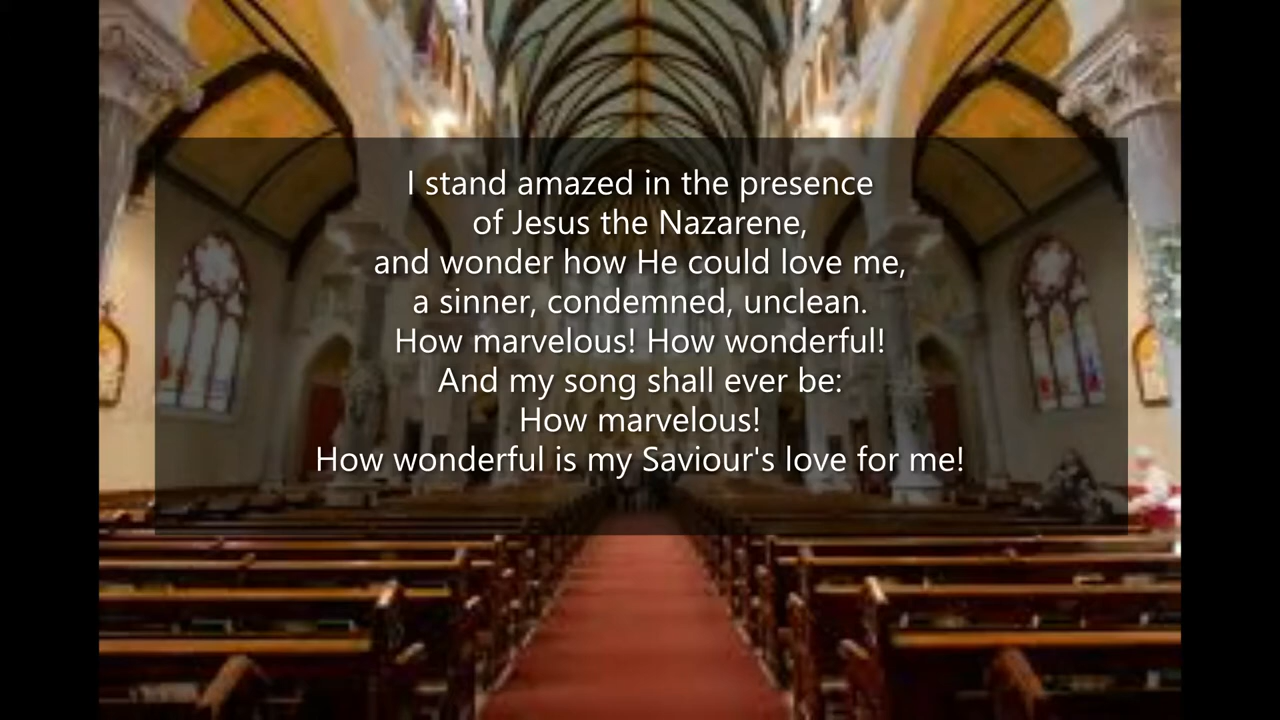 I stand amazed in the presence
of Jesus the Nazarene,
and wonder how He could love me,
a sinner, condemned, unclean.
How marvelous! How wonderful!
And my song shall ever be:
How marvelous!
How wonderful is my Saviour's love for me!